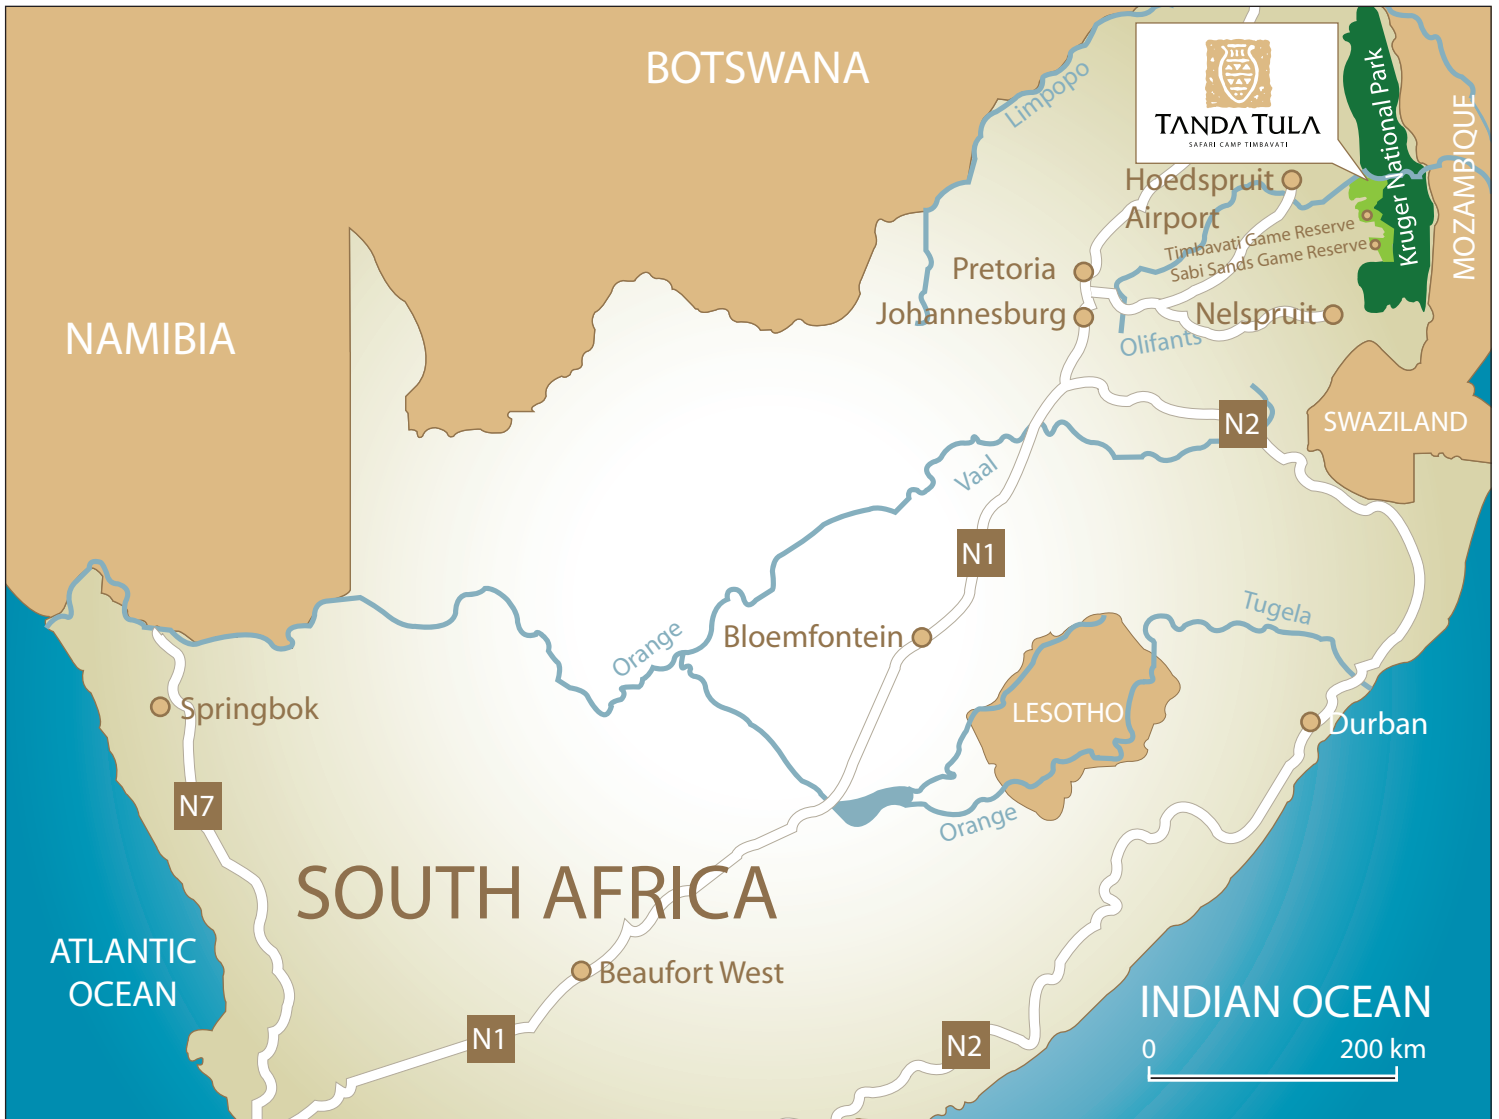 BOTSWANA
Limpopo
TANDA TULA
SAFARI CAMP TIMBAVATI
Kruger National Park
MOZAMBIQUE
Hoedspruit
Airport
Timbavati Game Reserve
Sabi Sands Game Reserve
Pretoria
Johannesburg
Nelspruit
Olifants
NAMIBIA
N2
SWAZILAND
Vaal
N1
Tugela
Orange
Bloemfontein
Springbok
LESOTHO
Durban
N7
Orange
SOUTH AFRICA
ATLANTIC
OCEAN
Beaufort West
INDIAN OCEAN
N1
N2
0 200 km